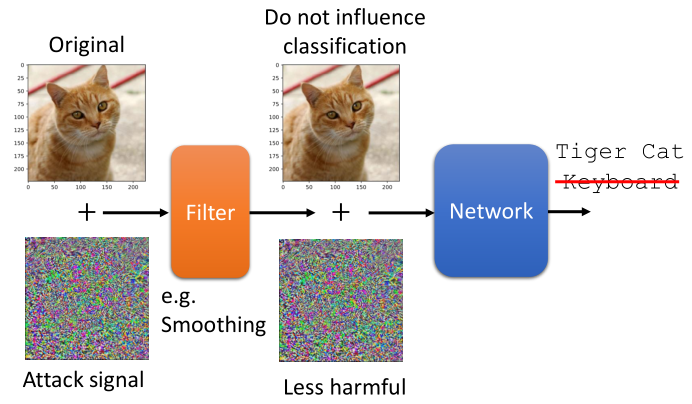 Original
Do not influence
classification
0
25
50
75
100
125
150
175
200
0 50 100 150 200
0
25
50
75
100
125
150
175
200
0 50 100 150 200
Tiger Cat
Keyboard
+
Filter
+
Network
e.g.
Smoothing
Attack signal
Less harmful